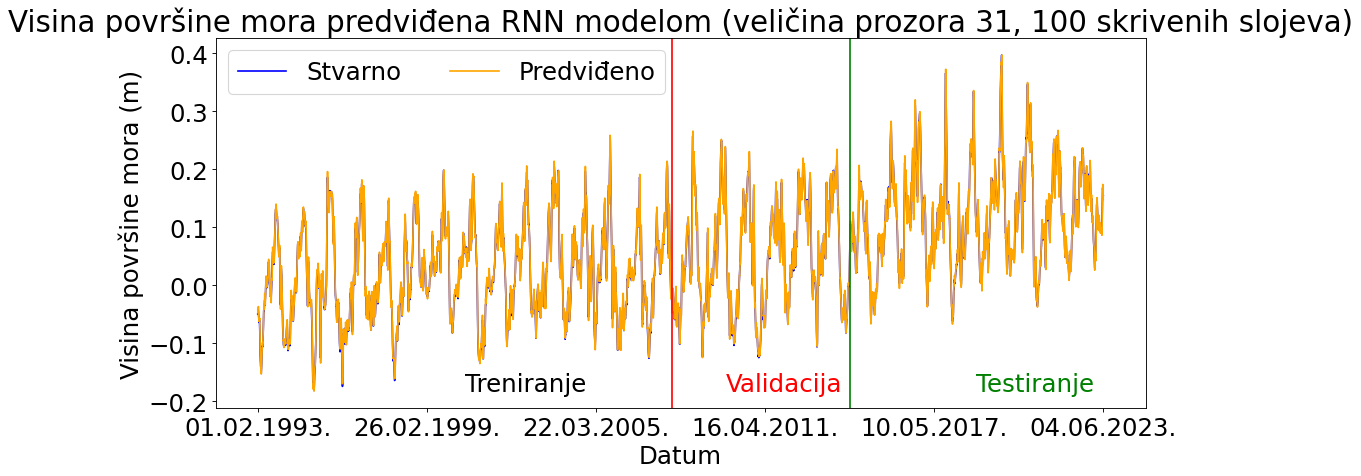 Visina površine mora predviđena RNN modelom (veličina prozora 31, 100 skrivenih slojeva)
Stvarno Predviđeno
Visina površine mora (m)
0.4
0.3
0.2
0.1
0.0
−0.1
−0.2
Treniranje Validacija Testiranje
01.02.1993. 26.02.1999. 22.03.2005. 16.04.2011. 10.05.2017. 04.06.2023.
Datum